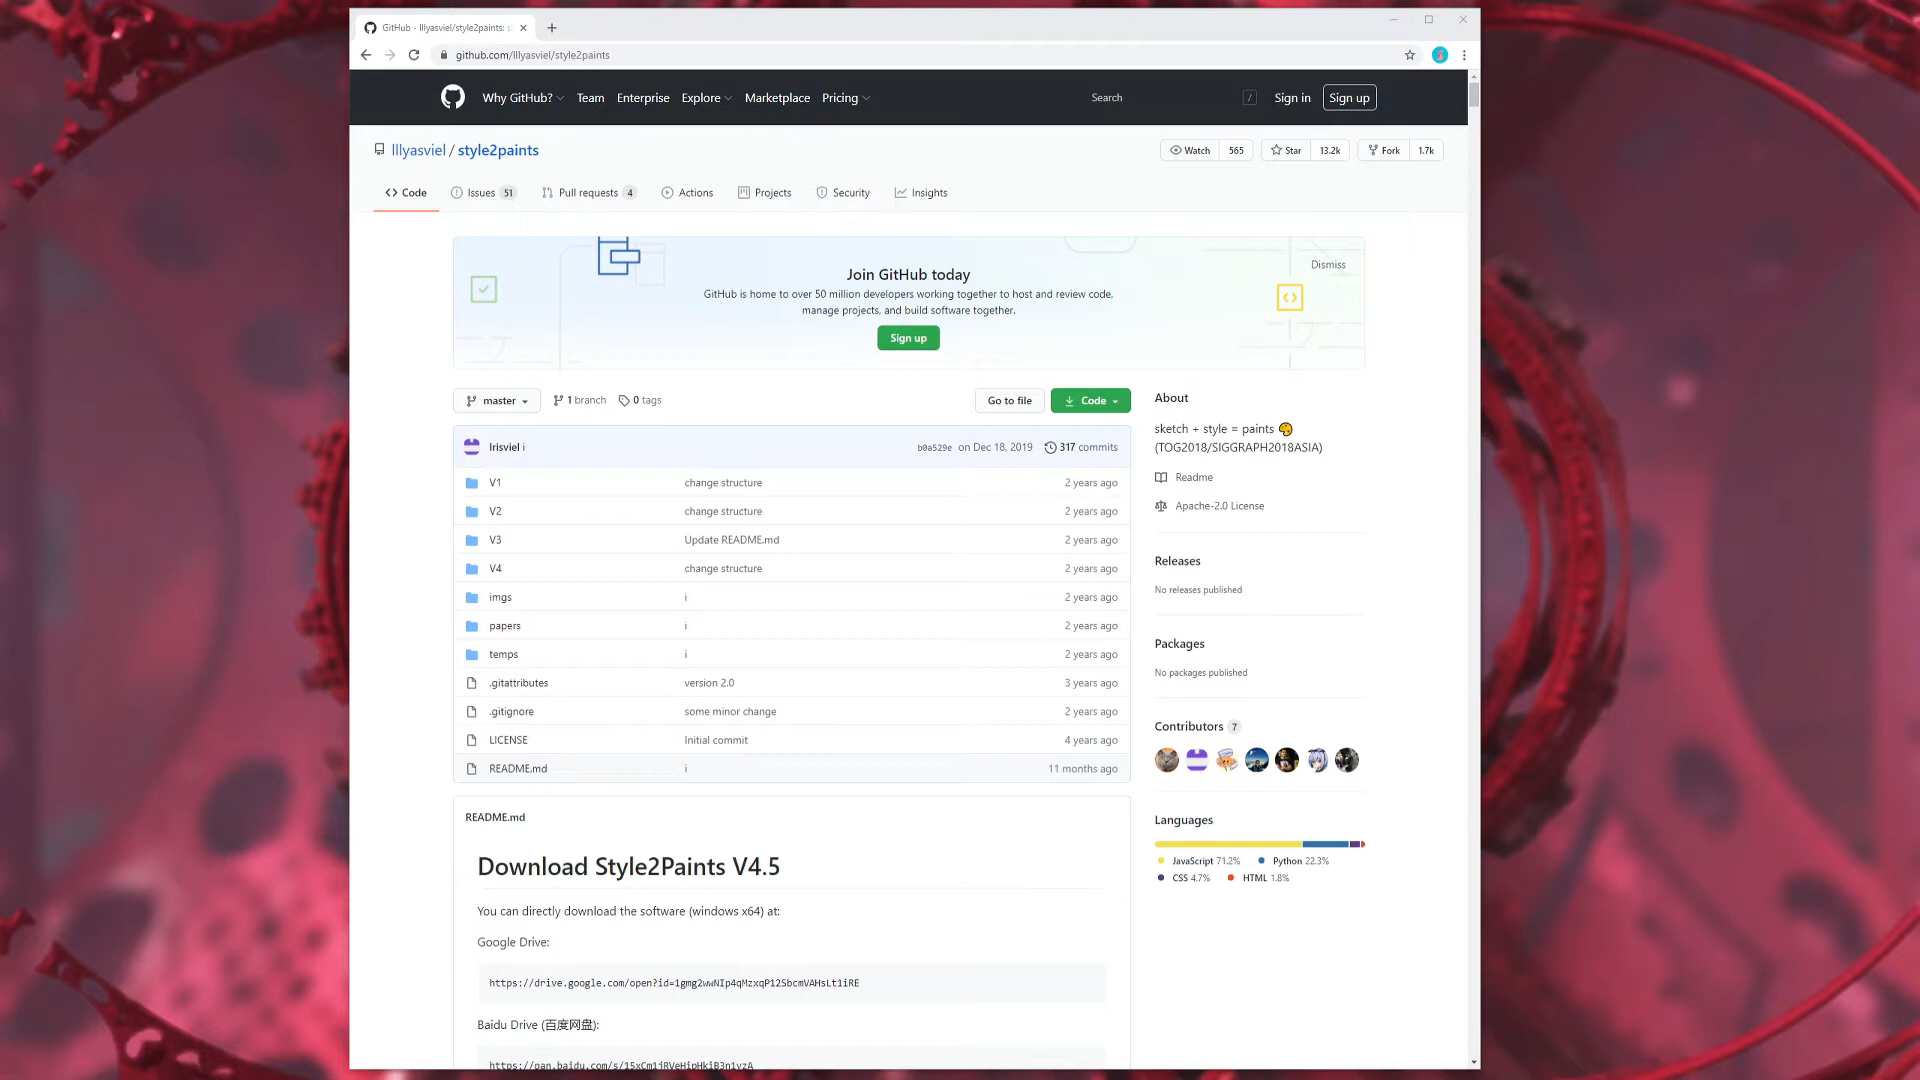 GitHub - lllyasviel/style2paints: s
github.com/lllyasviel/style2paints
Why GitHub? Team Enterprise Explore Marketplace Pricing Search / Sign in Sign up
lllyasviel / style2paints Watch 565 Star 13.2k Fork 1.7k
Code Issues 51 Pull requests 4 Actions Projects Security Insights
Dismiss
Join GitHub today
GitHub is home to over 50 million developers working together to host and review code,
manage projects, and build software together.
Sign up
master 1 branch 0 tags Go to file Code
lrisviel i b0a529e on Dec 18, 2019 317 commits
V1 change structure 2 years ago
V2 change structure 2 years ago
V3 Update README.md 2 years ago
V4 change structure 2 years ago
imgs i 2 years ago
papers i 2 years ago
temps i 2 years ago
.gitattributes version 2.0 3 years ago
.gitignore some minor change 2 years ago
LICENSE Initial commit 4 years ago
README.md i 11 months ago
README.md
Download Style2Paints V4.5
You can directly download the software (windows x64) at:
Google Drive:
https://drive.google.com/open?id=1gmg2wwNIp4qMzxqP12SbcmVAHsLt1iRE
Baidu Drive (百度网盘):
https://pan.baidu.com/s/15xCm1jRVeHipHkiB3n1vzA
About
sketch + style = paints 🎨
(TOG2018/SIGGRAPH2018ASIA)
Readme
Apache-2.0 License
Releases
No releases published
Packages
No packages published
Contributors 7
Languages
JavaScript 71.2% Python 22.3%
CSS 4.7% HTML 1.8%